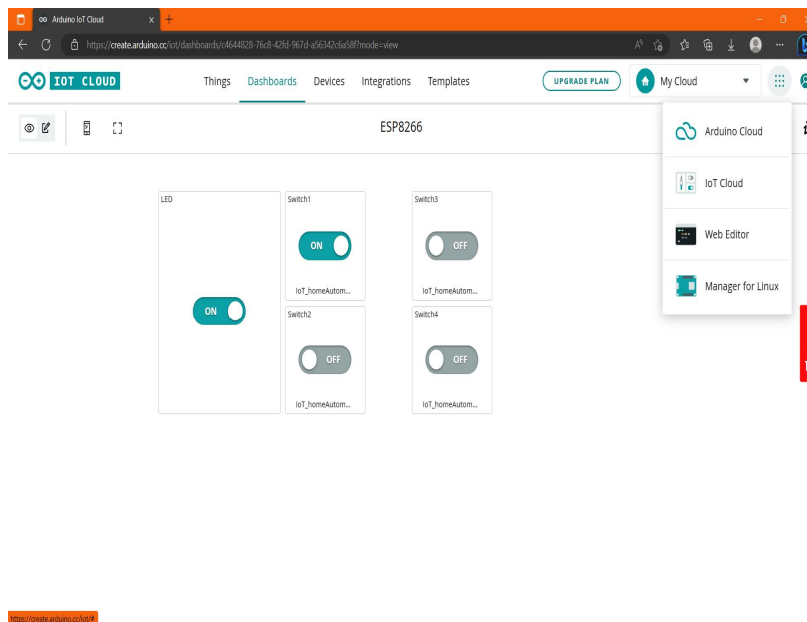 Arduino IoT Cloud
https://create.arduino.cc/iot/dashboards/c4644828-76c8-42fd-967d-a56342c6a58f?mode=view
IOT CLOUD
Things Dashboards Devices Integrations Templates
UPGRADE PLAN
My Cloud
ESP8266
Arduino Cloud
IoT Cloud
Web Editor
Manager for Linux
LED
ON
Switch1
ON
IoT_homeAutom...
Switch3
OFF
IoT_homeAutom...
Switch2
OFF
IoT_homeAutom...
Switch4
OFF
IoT_homeAutom...
https://create.arduino.cc/iot/#